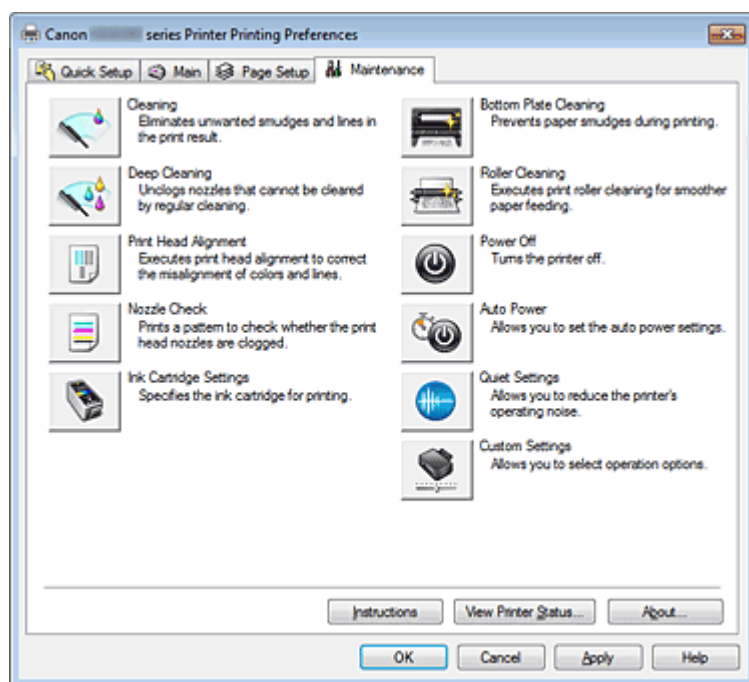 Canon series Printer Printing Preferences
Quick Setup Main Page Setup Maintenance
Cleaning
Eliminates unwanted smudges and lines in
the print result.
Deep Cleaning
Unclogs nozzles that cannot be cleared
by regular cleaning.
Print Head Alignment
Executes print head alignment to correct
the misalignment of colors and lines.
Nozzle Check
Prints a pattern to check whether the print
head nozzles are clogged.
Ink Cartridge Settings
Specifies the ink cartridge for printing.
Bottom Plate Cleaning
Prevents paper smudges during printing.
Roller Cleaning
Executes print roller cleaning for smoother
paper feeding.
Power Off
Turns the printer off.
Auto Power
Allows you to set the auto power settings.
Quiet Settings
Allows you to reduce the printer's
operating noise.
Custom Settings
Allows you to select operation options.
Instructions View Printer Status... About...
OK Cancel Apply Help